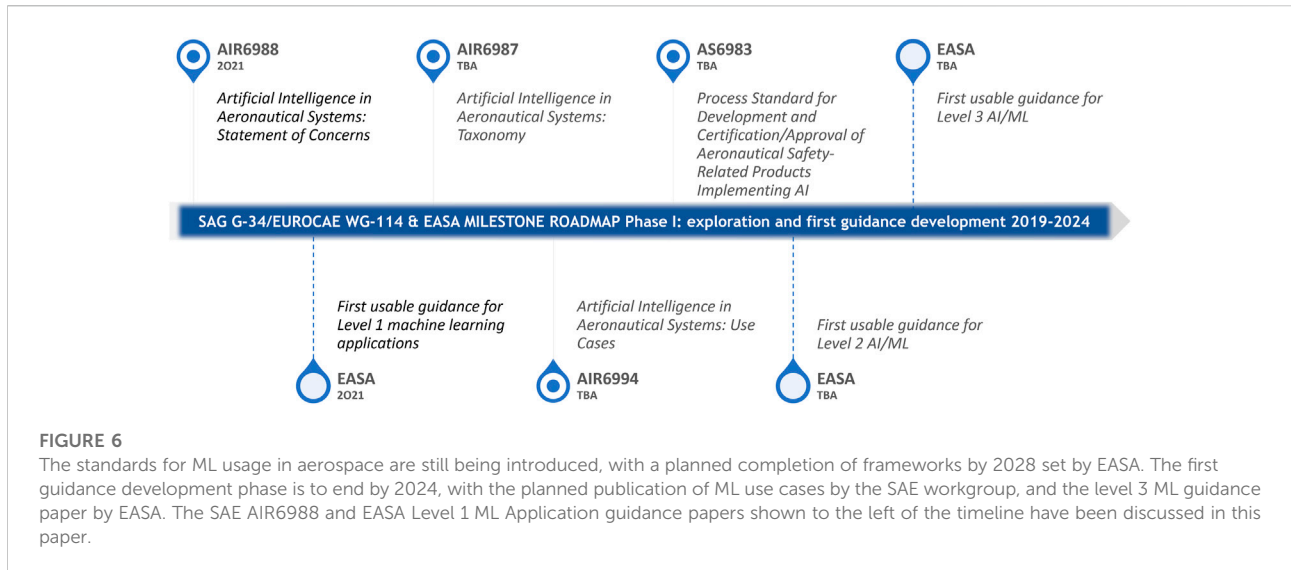 AIR6988
2021
Artificial Intelligence in
Aeronautical Systems:
Statement of Concerns
AIR6987
TBA
Artificial Intelligence in
Aeronautical Systems:
Taxonomy
AS6983
TBA
Process Standard for
Development and
Certification/Approval of
Aeronautical Safety-
Related Products
Implementing AI
EASA
TBA
First usable guidance for
Level 3 AI/ML
SAG G-34/EUROCAE WG-114 & EASA MILESTONE ROADMAP Phase I: exploration and first guidance development 2019-2024
First usable guidance for
Level 1 machine learning
applications
EASA
2021
Artificial Intelligence in
Aeronautical Systems: Use
Cases
AIR6994
TBA
First usable guidance for
Level 2 AI/ML
EASA
TBA
FIGURE 6
The standards for ML usage in aerospace are still being introduced, with a planned completion of frameworks by 2028 set by EASA. The first
guidance development phase is to end by 2024, with the planned publication of ML use cases by the SAE workgroup, and the level 3 ML guidance
paper by EASA. The SAE AIR6988 and EASA Level 1 ML Application guidance papers shown to the left of the timeline have been discussed in this
paper.